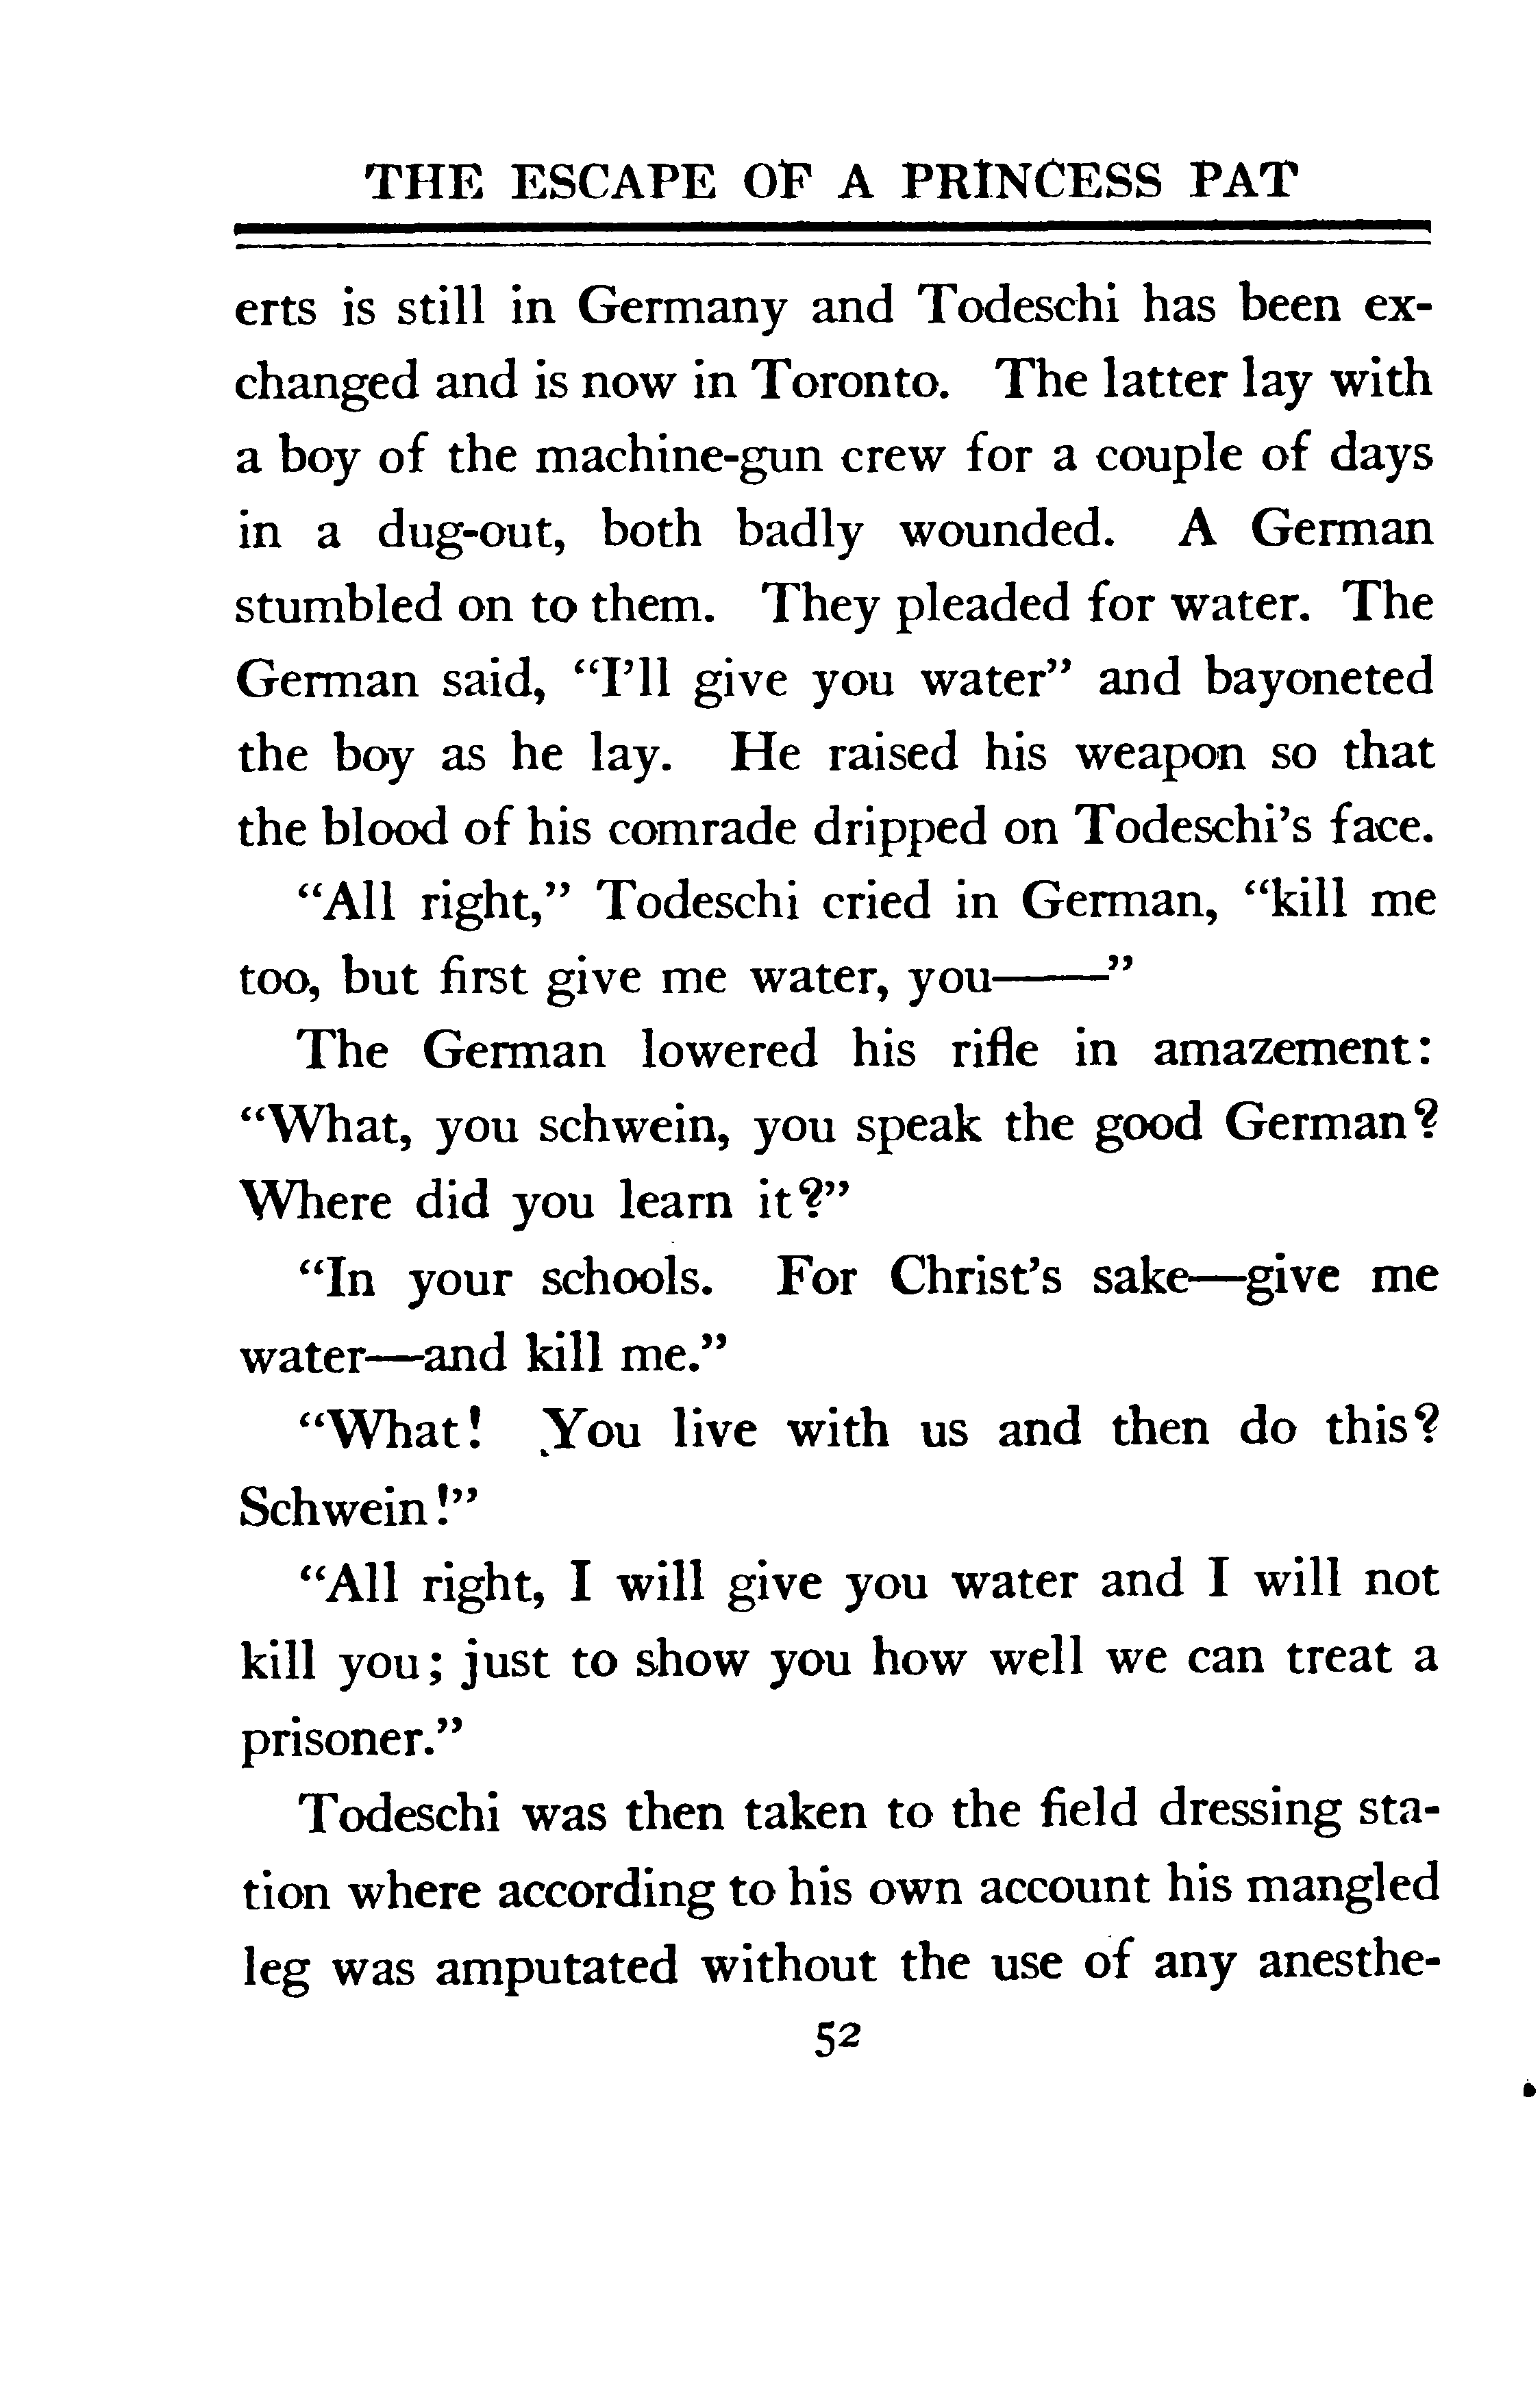 THE ESCAPE OF A PRINCESS PAT
erts is still in Germany and Todeschi has been ex-
changed and is now in Toronto. The latter lay with
a boy of the machine-gun crew for a couple of days
in a dug-out, both badly wounded. A German
stumbled on to them. They pleaded for water. The
German said, “I’ll give you water” and bayoneted
the boy as he lay. He raised his weapon so that
the blood of his comrade dripped on Todeschi’s face.
“All right,” Todeschi cried in German, “kill me
too, but first give me water, you——”
The German lowered his rifle in amazement:
“What, you schwein, you speak the good German?
Where did you learn it?”
“In your schools. For Christ’s sake—give me
water—and kill me.”
“What! You live with us and then do this?
Schwein!”
“All right, I will give you water and I will not
kill you; just to show you how well we can treat a
prisoner.”
Todeschi was then taken to the field dressing sta-
tion where according to his own account his mangled
leg was amputated without the use of any anesthe-
52